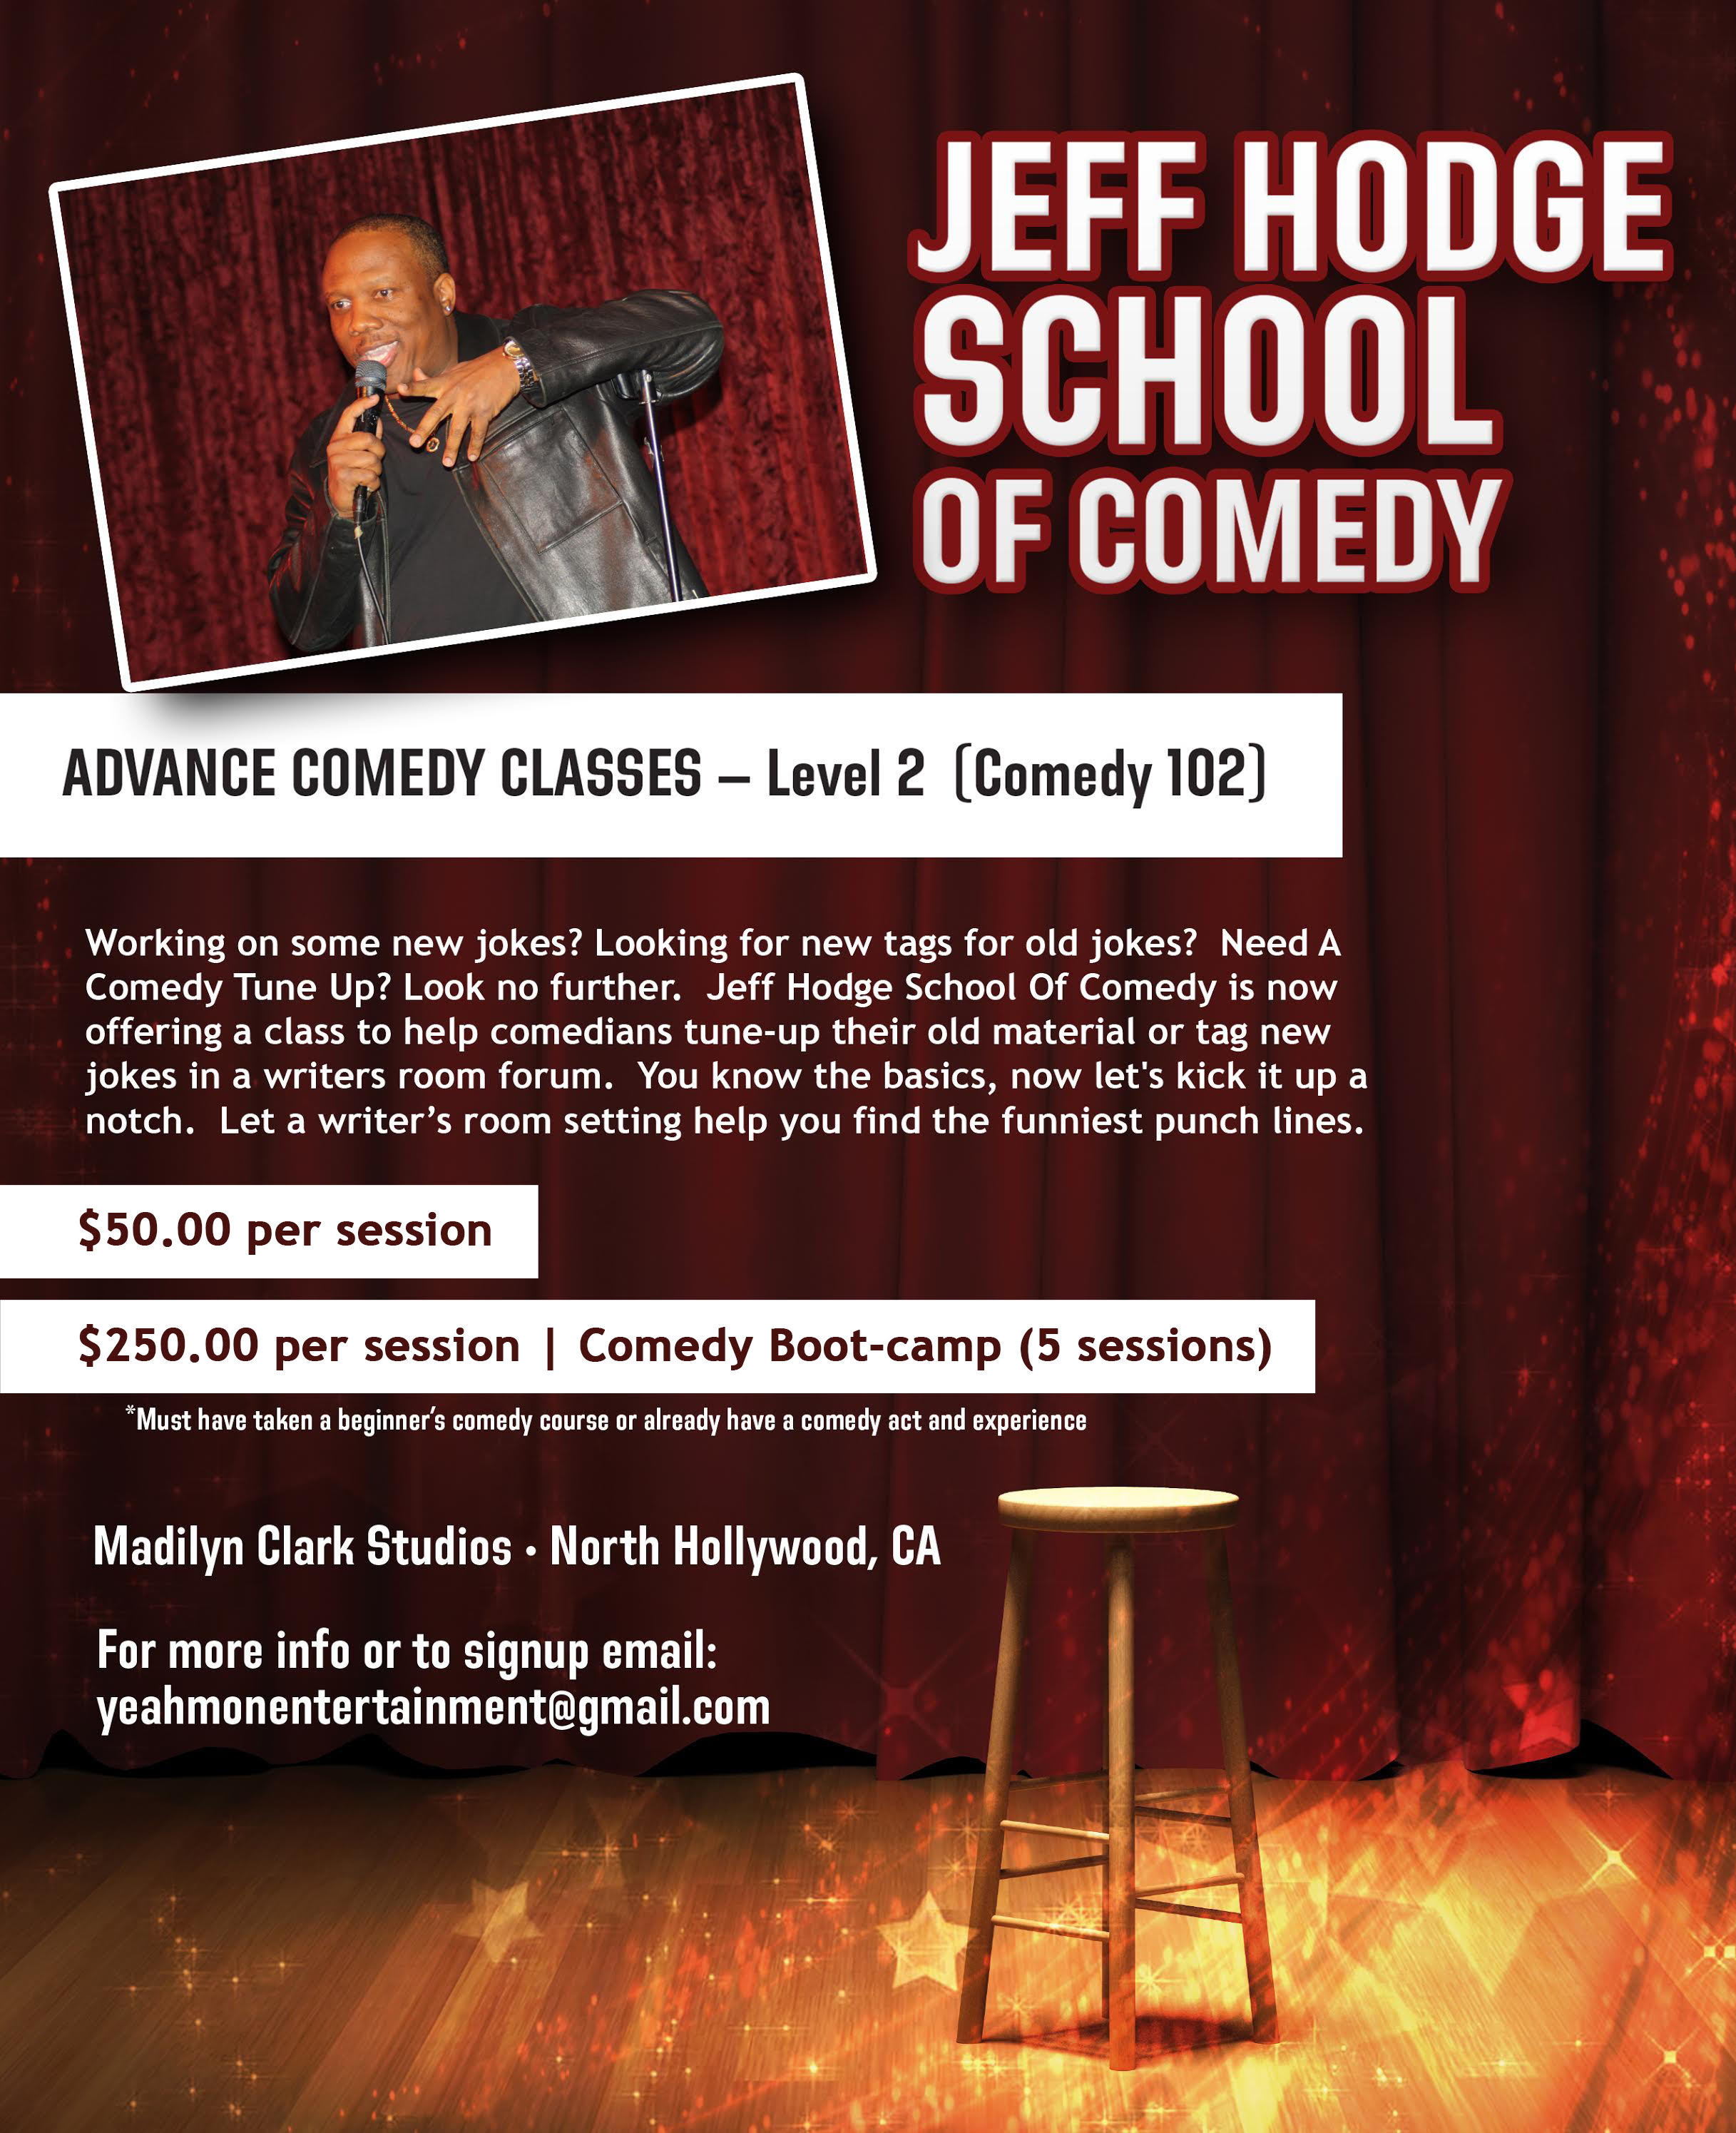 JEFF HODGE
SCHOOL
OF COMEDY
ADVANCE COMEDY CLASSES – Level 2  (Comedy 102)
Working on some new jokes? Looking for new tags for old jokes?  Need A
Comedy Tune Up? Look no further.  Jeff Hodge School Of Comedy is now
offering a class to help comedians tune-up their old material or tag new
jokes in a writers room forum.  You know the basics, now let's kick it up a
notch.  Let a writer’s room setting help you find the funniest punch lines.
$50.00 per session
$250.00 per session | Comedy Boot-camp (5 sessions)
*Must have taken a beginner’s comedy course or already have a comedy act and experience
Madilyn Clark Studios • North Hollywood, CA
For more info or to signup email:
yeahmonentertainment@gmail.com